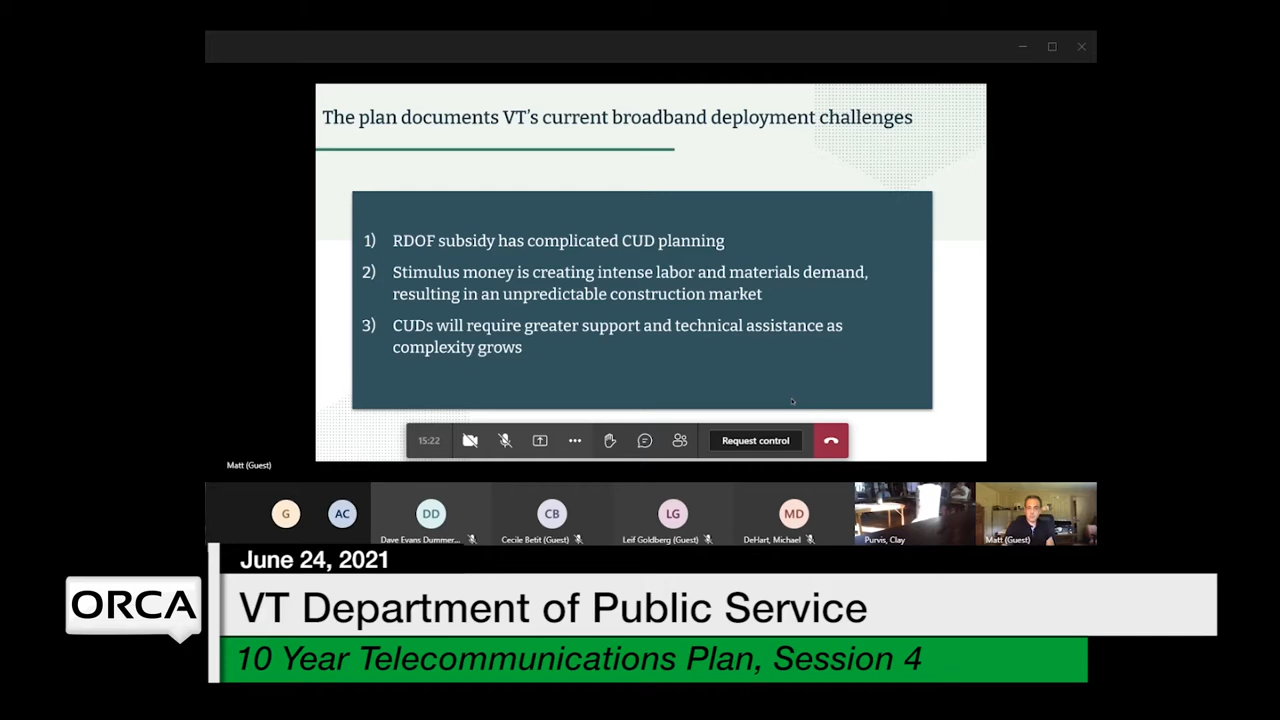 The plan documents VT's current broadband deployment challenges
1) RDOF subsidy has complicated CUD planning
2) Stimulus money is creating intense labor and materials demand,
resulting in an unpredictable construction market
3) CUDs will require greater support and technical assistance as
complexity grows
15:22
Request control
Matt (Guest)
G
AC
DD
CB
LG
MD
Dave Evans Dummer...
Cecile Betit (Guest)
Leif Goldberg (Guest)
DeHart, Michael
Purvis, Clay
Matt (Guest)
June 24, 2021
ORCA
VT Department of Public Service
10 Year Telecommunications Plan, Session 4